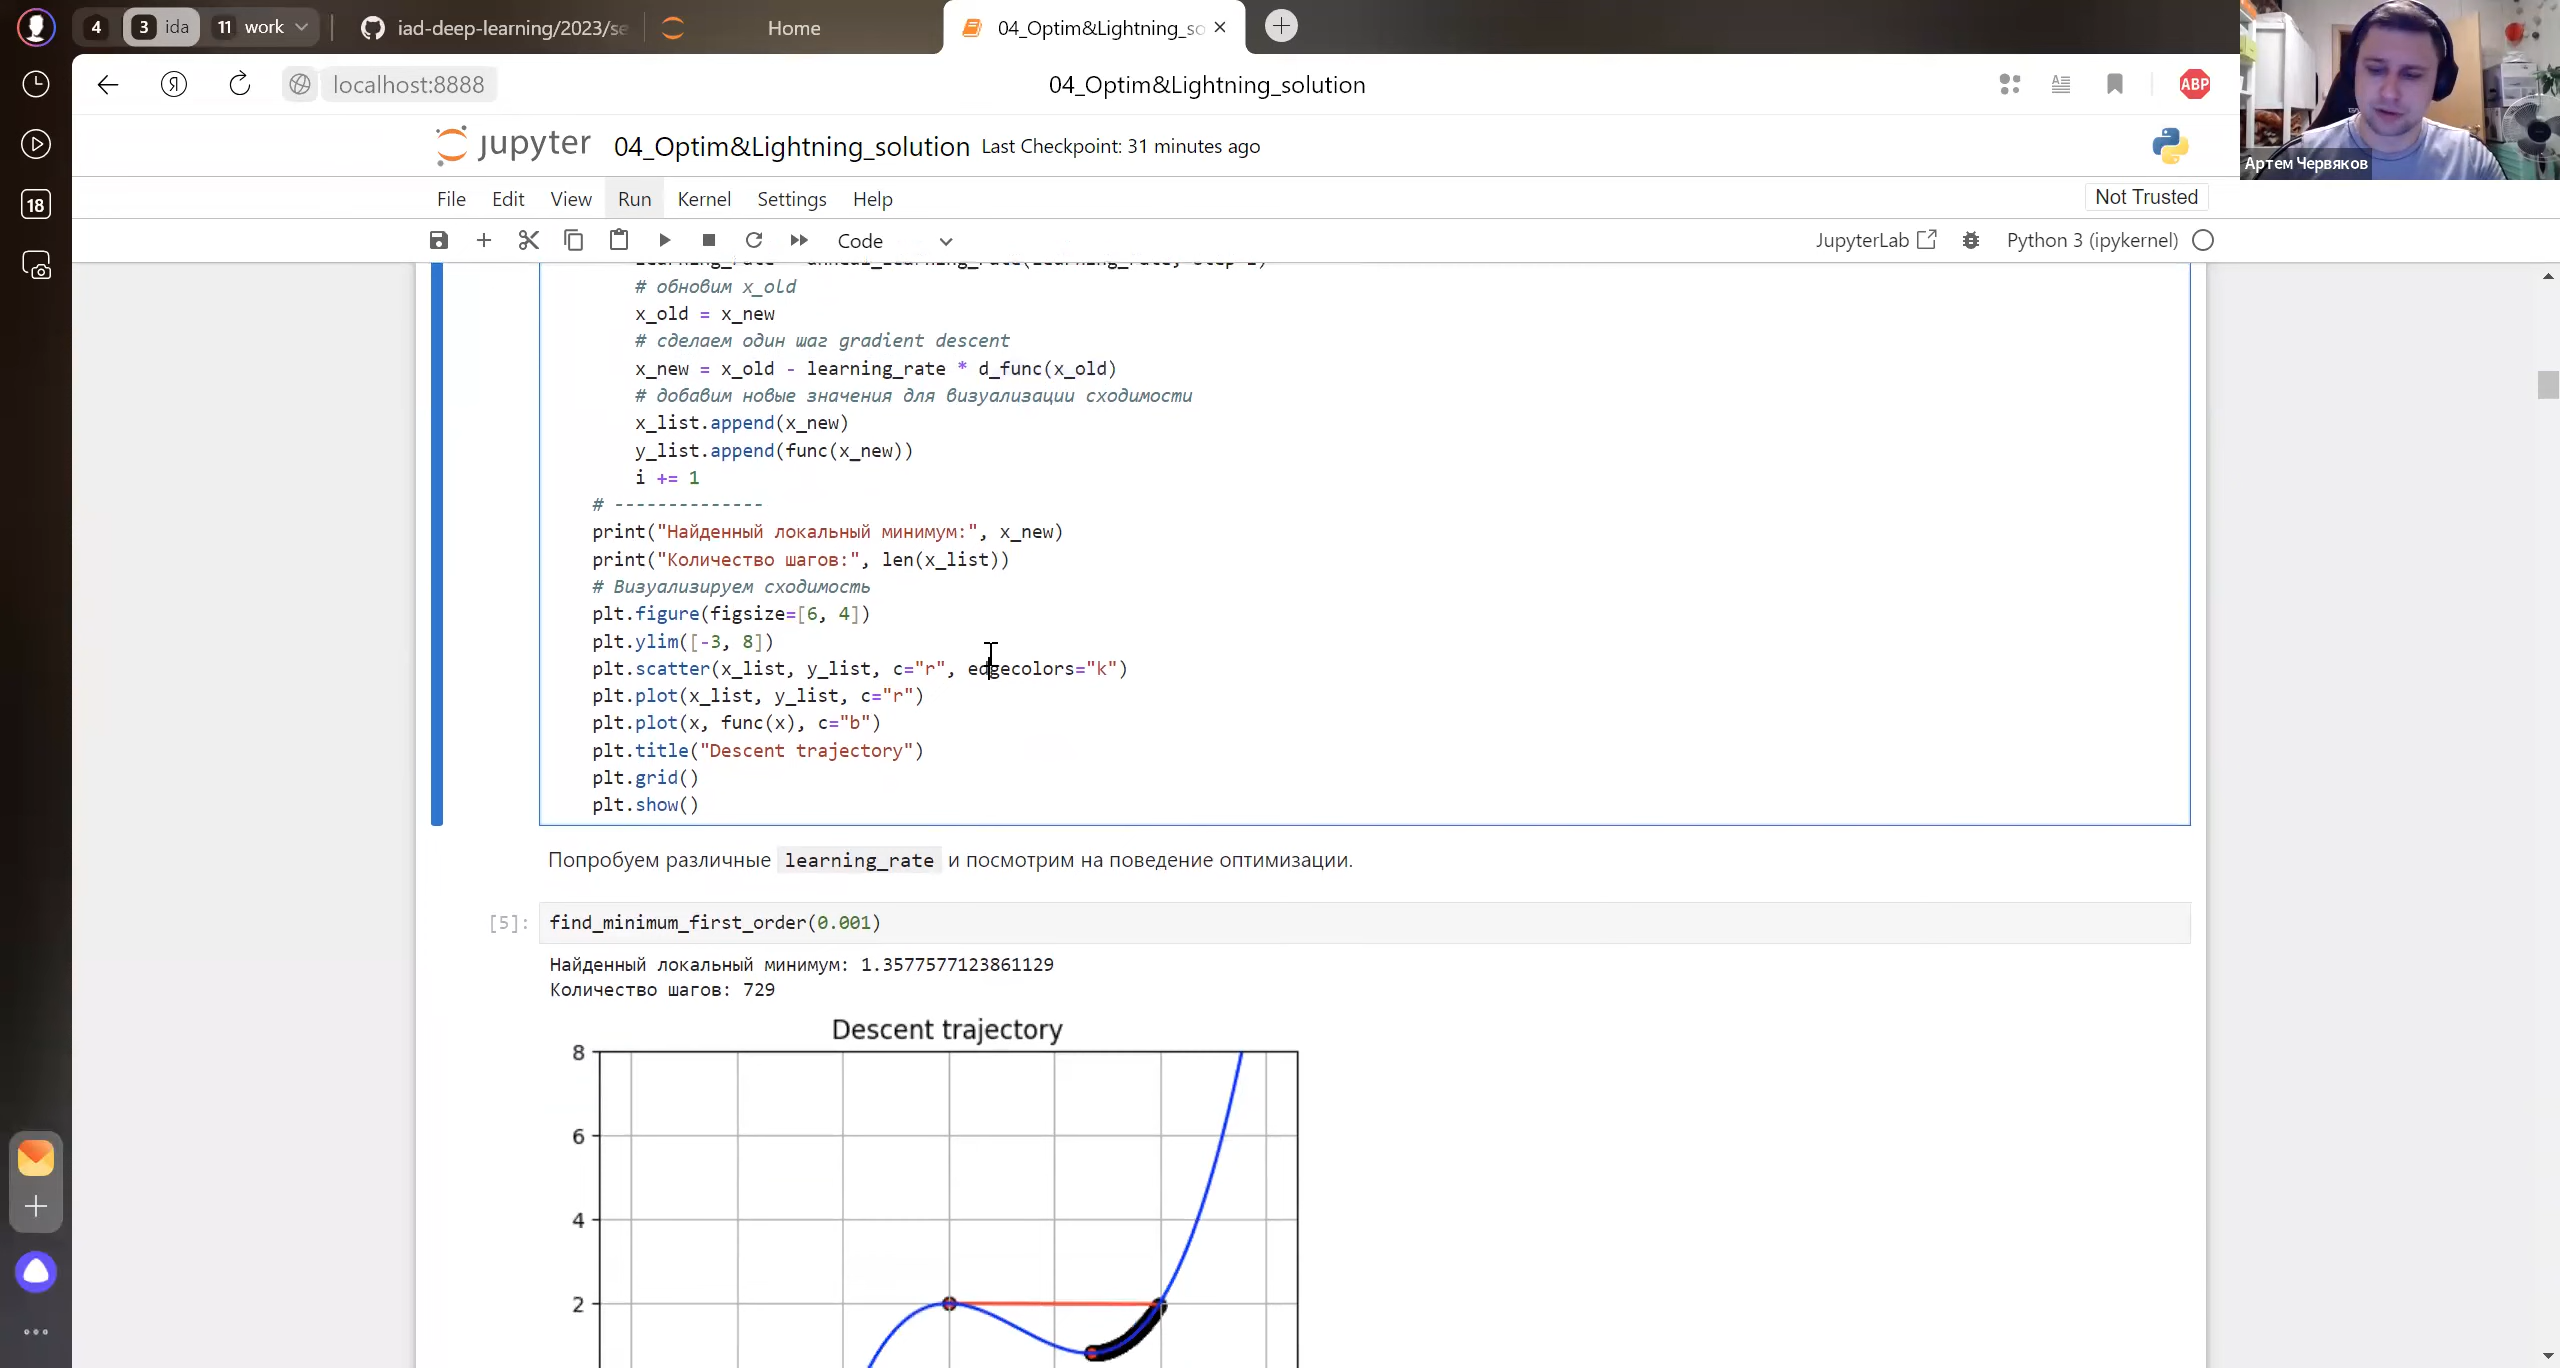 4
3 ida
11 work
iad-deep-learning/2023/se
Home
04_Optim&Lightning_so
localhost:8888
04_Optim&Lightning_solution
ABP
Артем Червяков
18
jupyter 04_Optim&Lightning_solution Last Checkpoint: 31 minutes ago
File Edit View Run Kernel Settings Help
Not Trusted
Code
JupyterLab
Python 3 (ipykernel)
# обновим x_old
x_old = x_new
# сделаем один шаг gradient descent
x_new = x_old - learning_rate * d_func(x_old)
# добавим новые значения для визуализации сходимости
x_list.append(x_new)
y_list.append(func(x_new))
i += 1
# --------------
print("Найденный локальный минимум:", x_new)
print("Количество шагов:", len(x_list))
# Визуализируем сходимость
plt.figure(figsize=[6, 4])
plt.ylim([-3, 8])
plt.scatter(x_list, y_list, c="r", edgecolors="k")
plt.plot(x_list, y_list, c="r")
plt.plot(x, func(x), c="b")
plt.title("Descent trajectory")
plt.grid()
plt.show()
Попробуем различные learning_rate и посмотрим на поведение оптимизации.
[5]: find_minimum_first_order(0.001)
Найденный локальный минимум: 1.3577577123861129
Количество шагов: 729
Descent trajectory
8
6
4
2